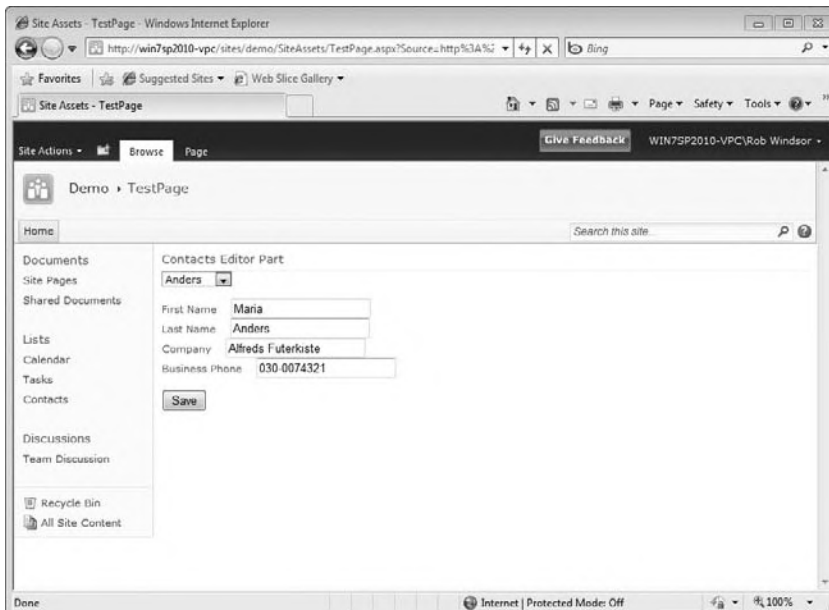 Site Assets - TestPage - Windows Internet Explorer
http://win7sp2010-vpc/sites/demo/SiteAssets/TestPage.aspx?Source=http%3A%2
Bing
Favorites
Suggested Sites
Web Slice Gallery
Site Assets - TestPage
Page
Safety
Tools
Site Actions
Browse
Page
Give Feedback
WIN7SP2010-VPC\Rob Windsor
Demo › TestPage
Home
Search this site...
Documents
Site Pages
Shared Documents
Lists
Calendar
Tasks
Contacts
Discussions
Team Discussion
Recycle Bin
All Site Content
Contacts Editor Part
Anders
First Name Maria
Last Name Anders
Company Alfreds Futterkiste
Business Phone 030-0074321
Save
Done
Internet | Protected Mode: Off
100%